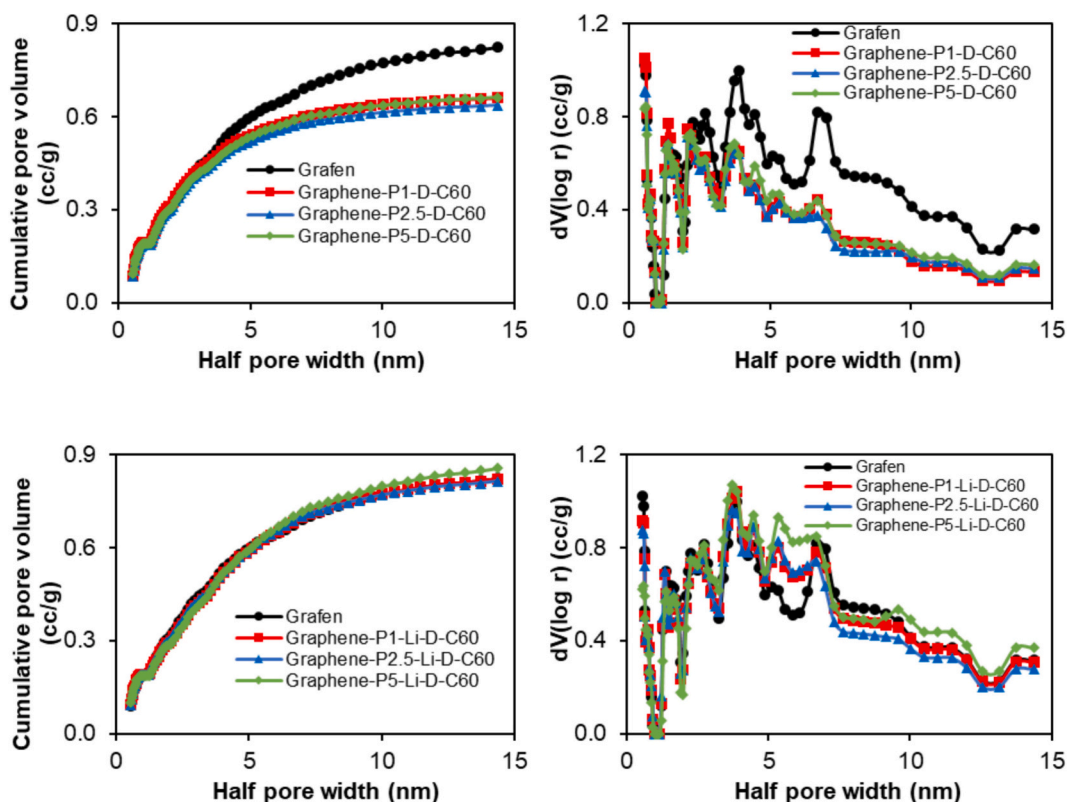 Cumulative pore volume
(cc/g)
0.9
0.6
0.3
0.0
Grafen
Graphene-P1-D-C60
Graphene-P2.5-D-C60
Graphene-P5-D-C60
0
5
10
15
Half pore width (nm)
dV(log r) (cc/g)
1.2
0.8
0.4
0.0
Grafen
Graphene-P1-D-C60
Graphene-P2.5-D-C60
Graphene-P5-D-C60
0
5
10
15
Half pore width (nm)
Cumulative pore volume
(cc/g)
0.9
0.6
0.3
0.0
Grafen
Graphene-P1-Li-D-C60
Graphene-P2.5-Li-D-C60
Graphene-P5-Li-D-C60
0
5
10
15
Half pore width (nm)
dV(log r) (cc/g)
1.2
0.8
0.4
0.0
Grafen
Graphene-P1-Li-D-C60
Graphene-P2.5-Li-D-C60
Graphene-P5-Li-D-C60
0
5
10
15
Half pore width (nm)